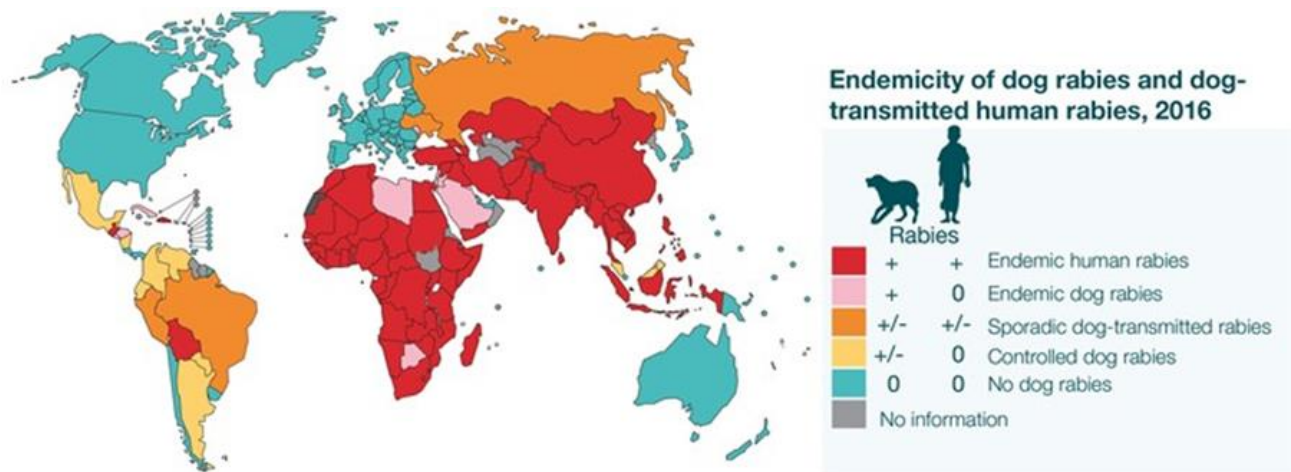 Endemicity of dog rabies and dog-
transmitted human rabies, 2016
Rabies
+ + Endemic human rabies
+ 0 Endemic dog rabies
+/- +/- Sporadic dog-transmitted rabies
+/- 0 Controlled dog rabies
0 0 No dog rabies
No information